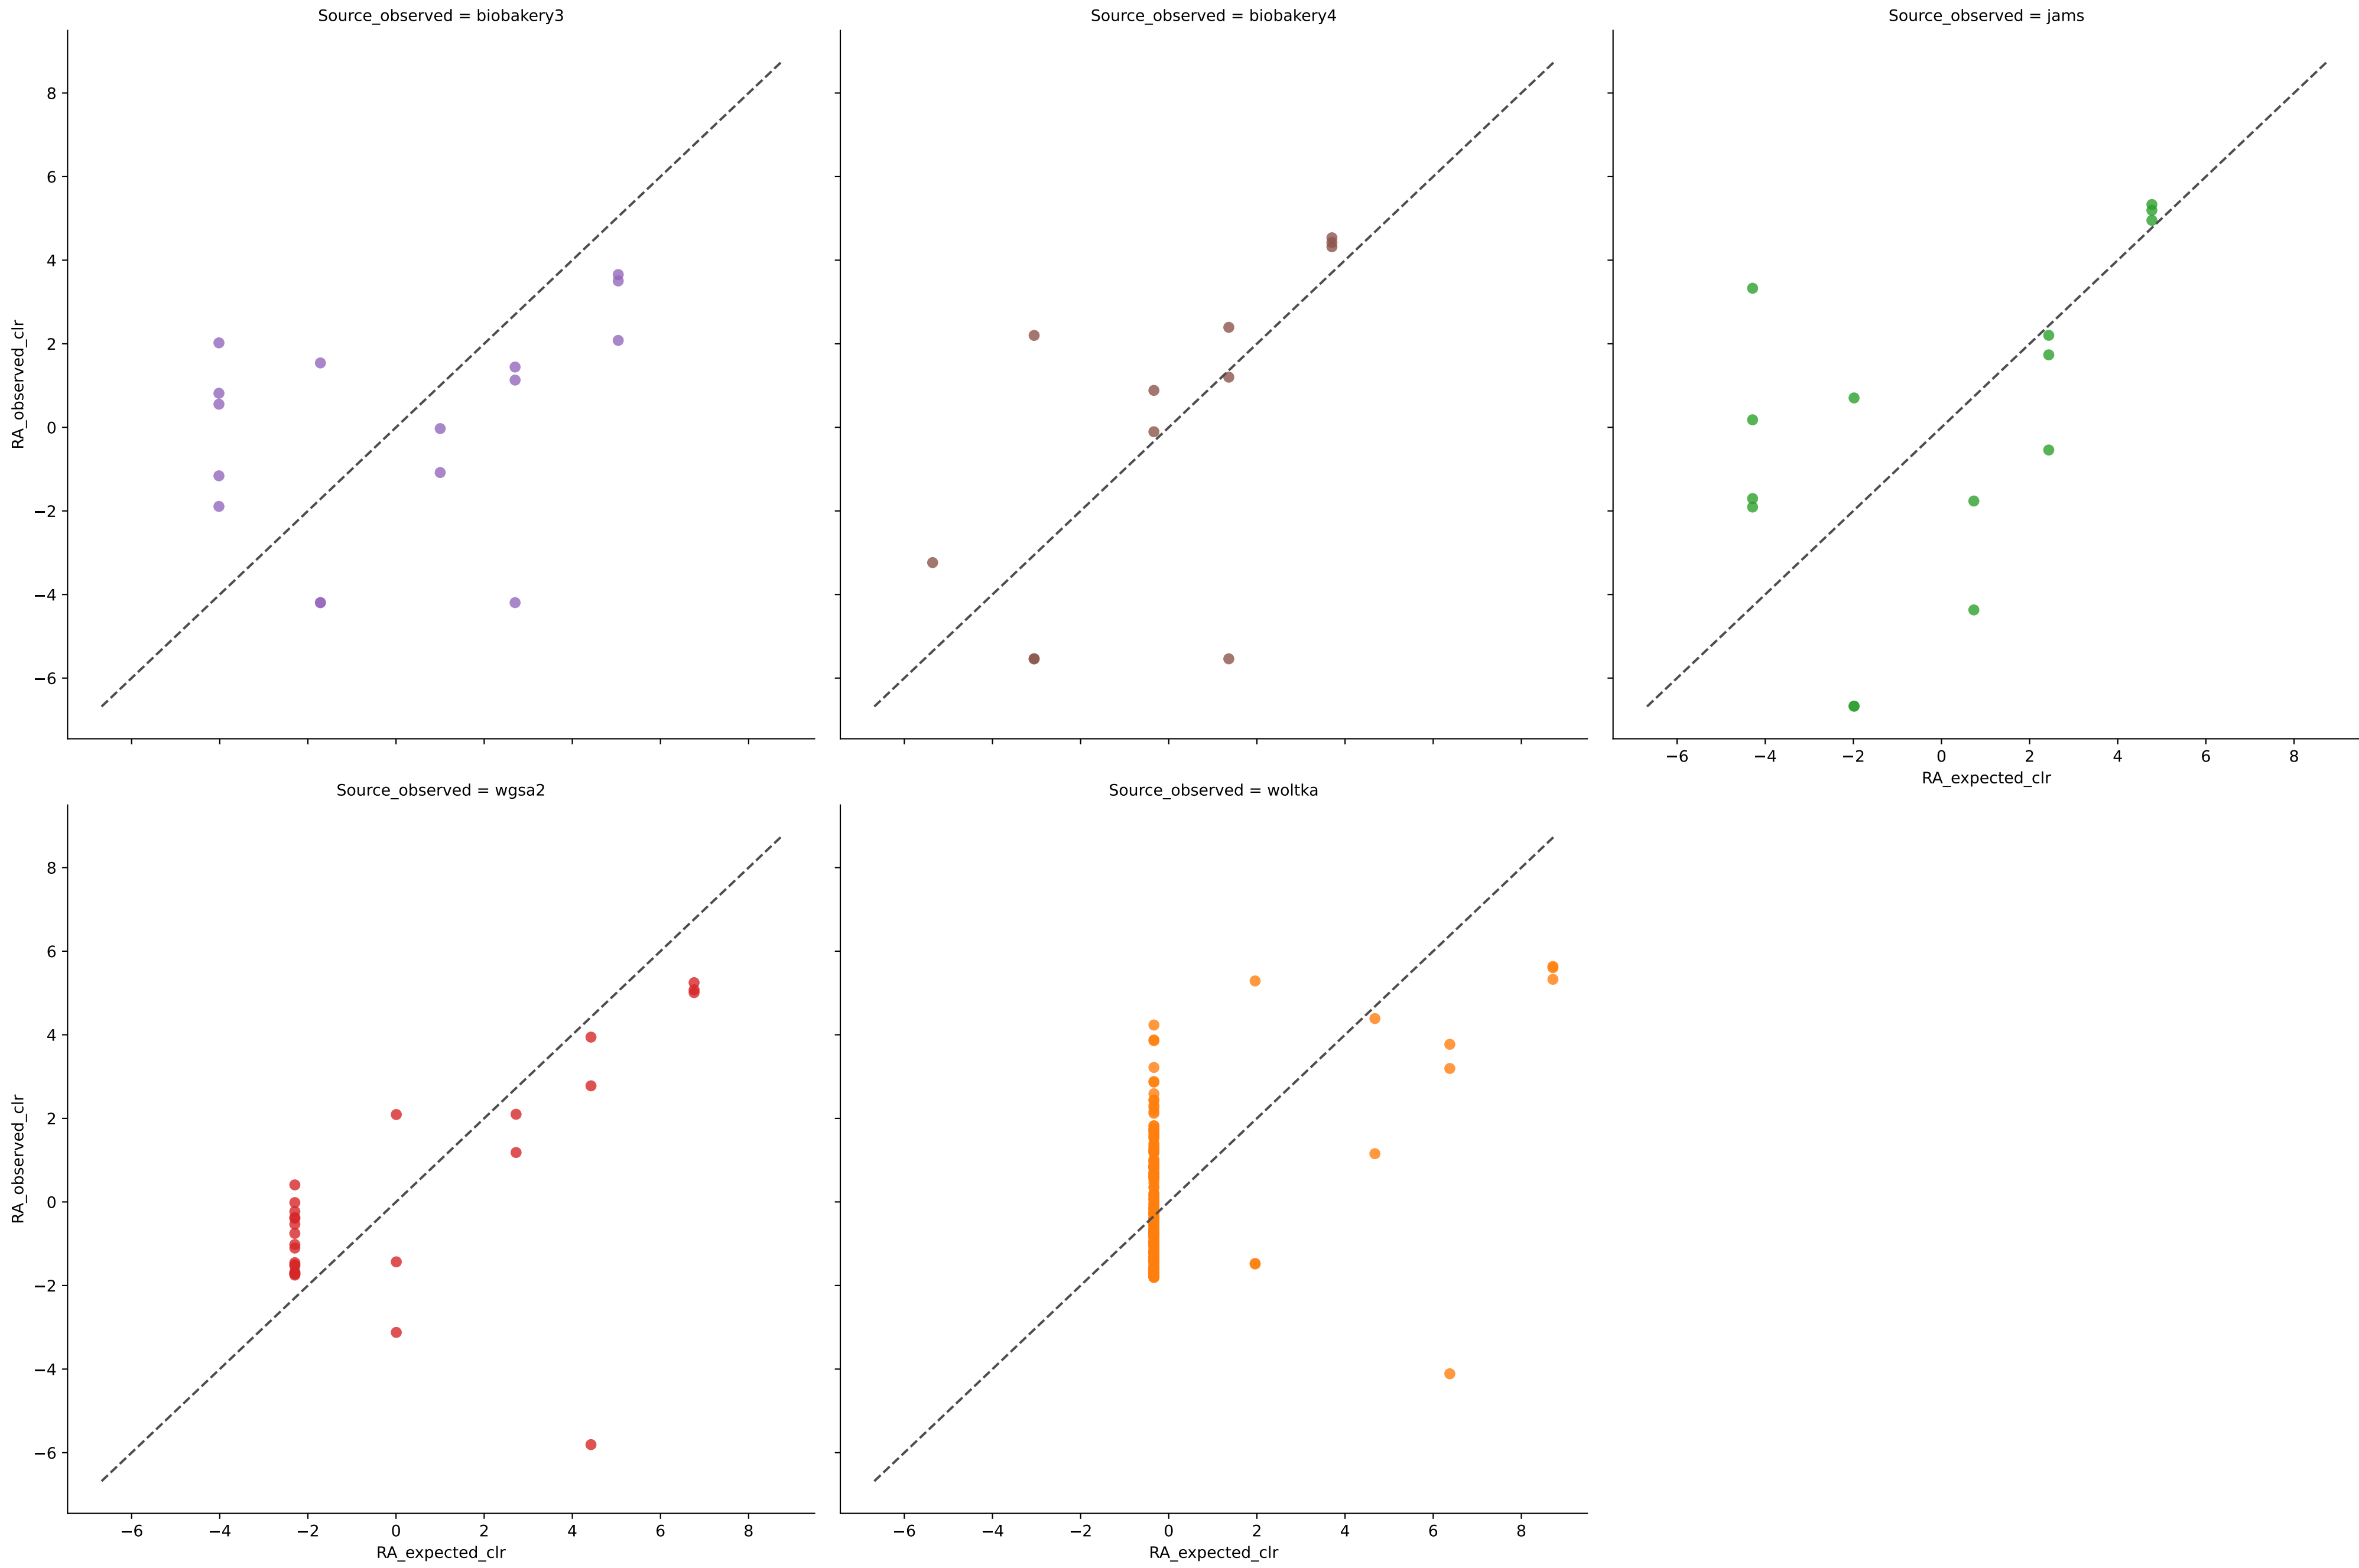 Source_observed = biobakery3
Source_observed = biobakery4
Source_observed = jams
RA_observed_clr
8
6
4
2
0
−2
−4
−6
−6 −4 −2 0 2 4 6 8
RA_expected_clr
Source_observed = wgsa2
Source_observed = woltka
RA_observed_clr
8
6
4
2
0
−2
−4
−6
−6 −4 −2 0 2 4 6 8
RA_expected_clr
−6 −4 −2 0 2 4 6 8
RA_expected_clr